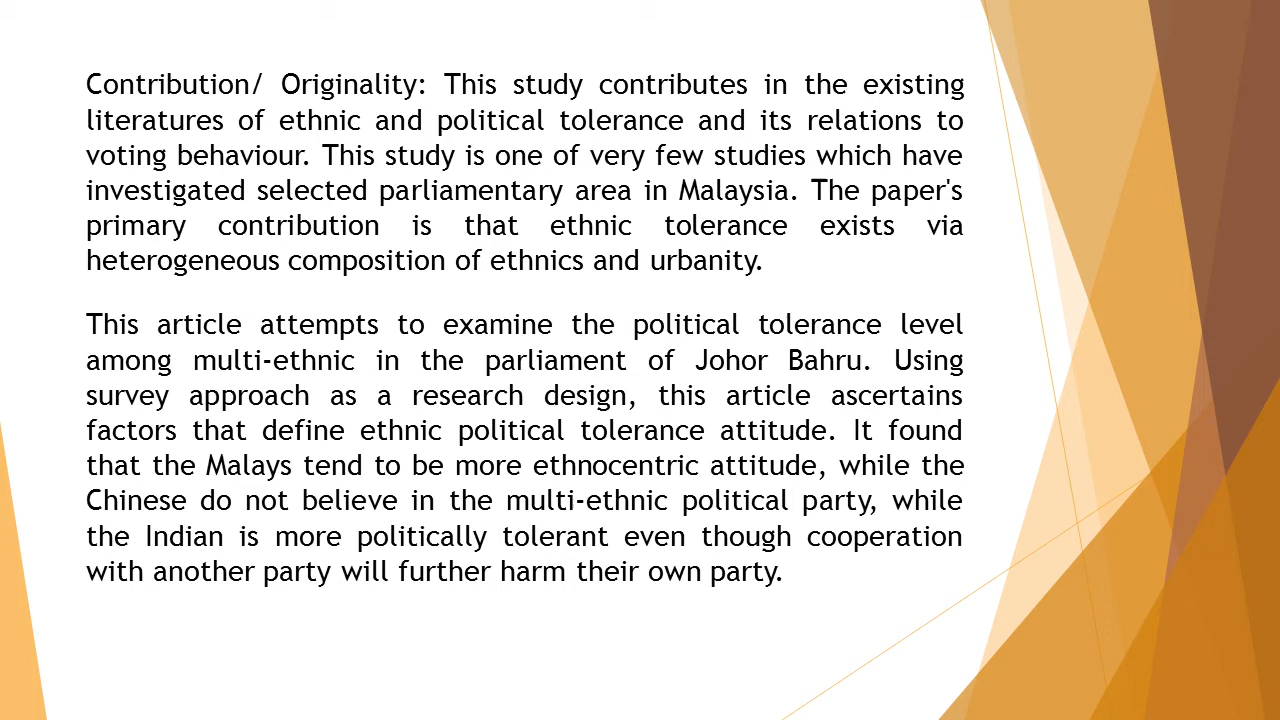 Contribution/ Originality: This study contributes in the existing
literatures of ethnic and political tolerance and its relations to
voting behaviour. This study is one of very few studies which have
investigated selected parliamentary area in Malaysia. The paper's
primary contribution is that ethnic tolerance exists via
heterogeneous composition of ethnics and urbanity.
This article attempts to examine the political tolerance level
among multi-ethnic in the parliament of Johor Bahru. Using
survey approach as a research design, this article ascertains
factors that define ethnic political tolerance attitude. It found
that the Malays tend to be more ethnocentric attitude, while the
Chinese do not believe in the multi-ethnic political party, while
the Indian is more politically tolerant even though cooperation
with another party will further harm their own party.